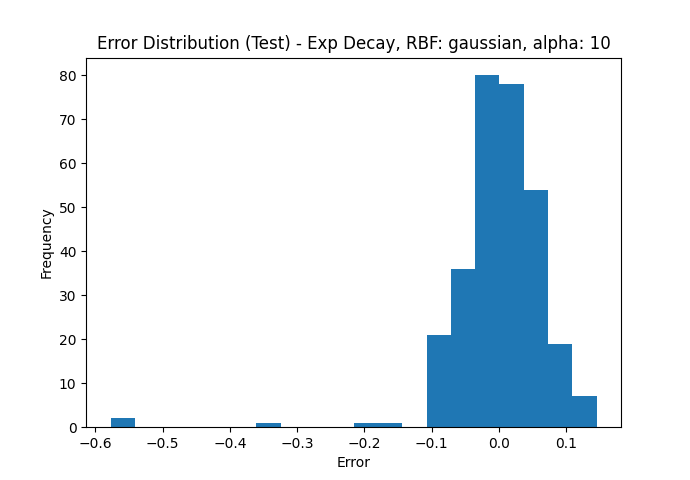 Error Distribution (Test) - Exp Decay, RBF: gaussian, alpha: 10
80
70
60
50
40
30
20
10
0
Frequency
−0.6 −0.5 −0.4 −0.3 −0.2 −0.1 0.0 0.1
Error